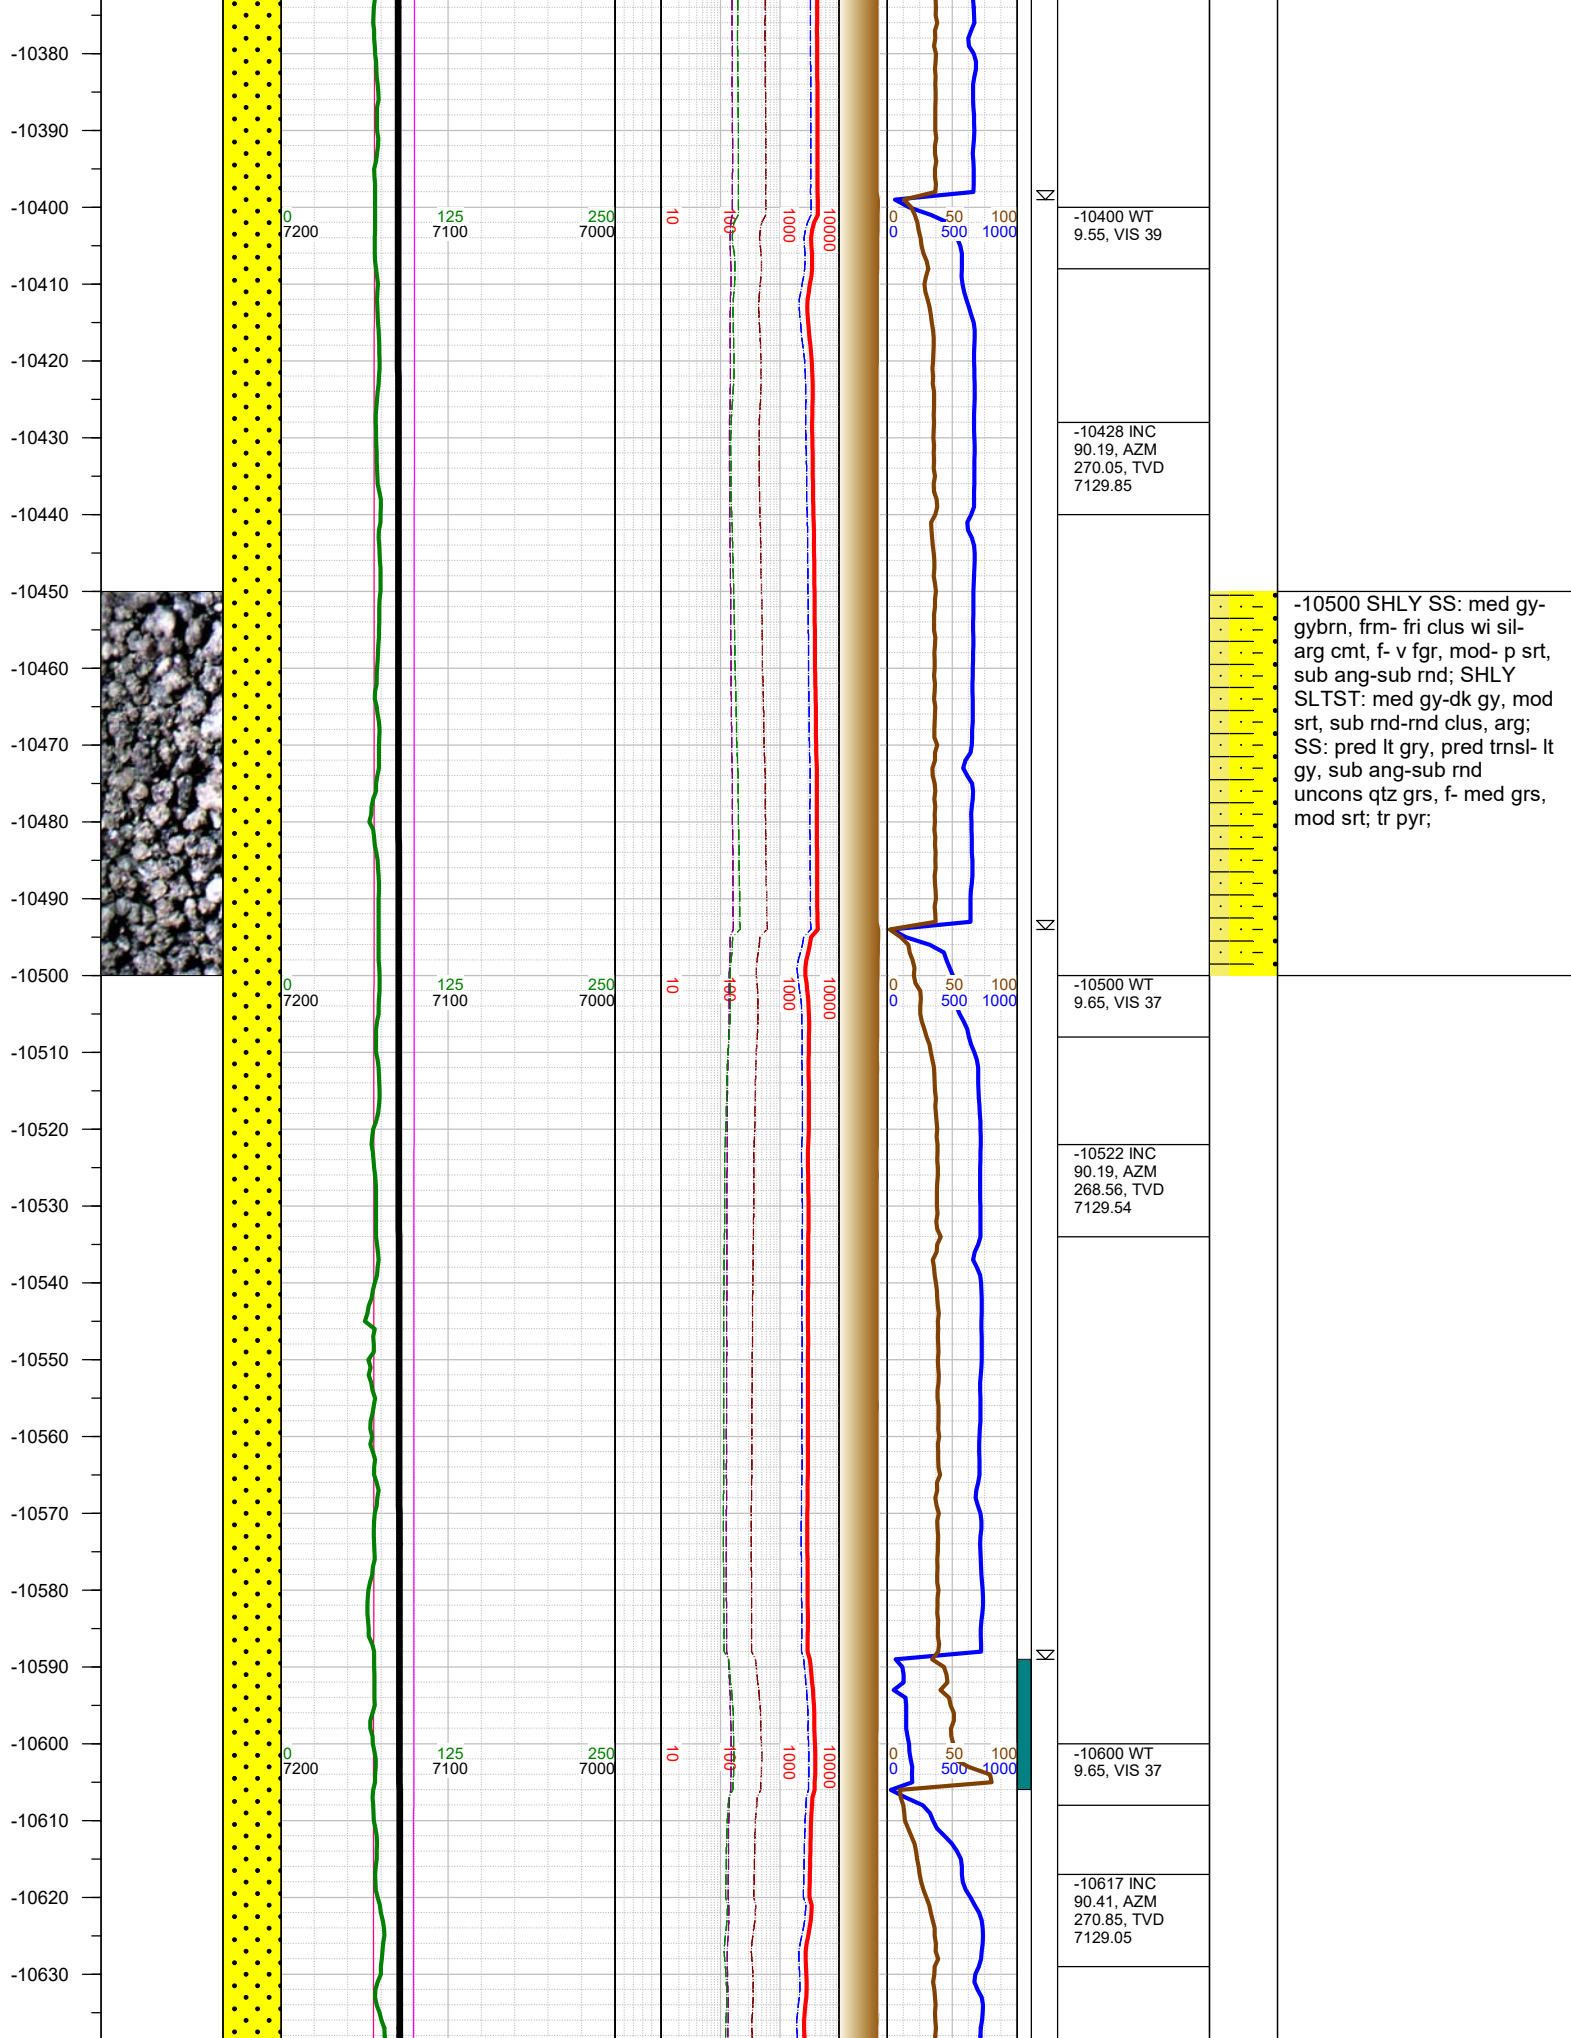 -10380
-10390
-10400
0 125 250
7200 7100 7000
10 100 1000 10000
0 50 100
0 500 1000
-10400 WT
9.55, VIS 39
-10410
-10420
-10430
-10428 INC
90.19, AZM
270.05, TVD
7129.85
-10440
-10450
-10500 SHLY SS: med gy-
gybrn, frm- fri clus wi sil-
arg cmt, f- v fgr, mod- p srt,
sub ang-sub rnd; SHLY
SLTST: med gy-dk gy, mod
srt, sub rnd-rnd clus, arg;
SS: pred lt gry, pred trnsl- lt
gy, sub ang-sub rnd
uncons qtz grs, f- med grs,
mod srt; tr pyr;
-10460
-10470
-10480
-10490
-10500
0 125 250
7200 7100 7000
10 100 1000 10000
0 50 100
0 500 1000
-10500 WT
9.65, VIS 37
-10510
-10520
-10522 INC
90.19, AZM
268.56, TVD
7129.54
-10530
-10540
-10550
-10560
-10570
-10580
-10590
-10600
0 125 250
7200 7100 7000
10 100 1000 10000
0 50 100
0 500 1000
-10600 WT
9.65, VIS 37
-10610
-10620
-10617 INC
90.41, AZM
270.85, TVD
7129.05
-10630